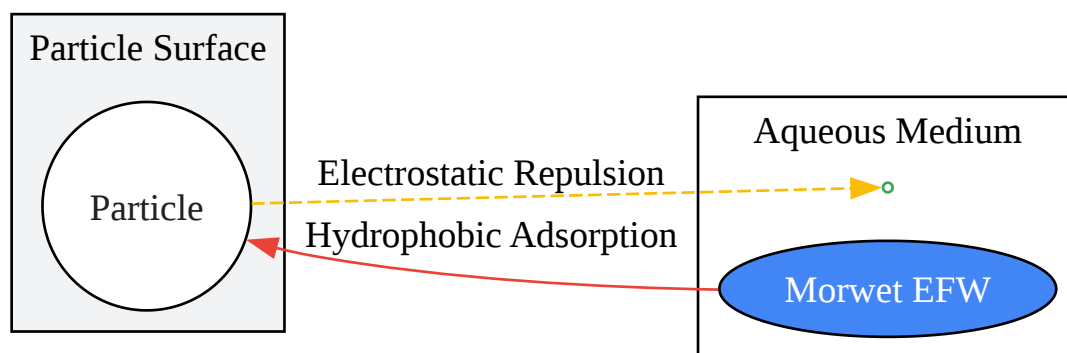 Particle Surface
Particle
Electrostatic Repulsion
Hydrophobic Adsorption
Aqueous Medium
Morwet EFW